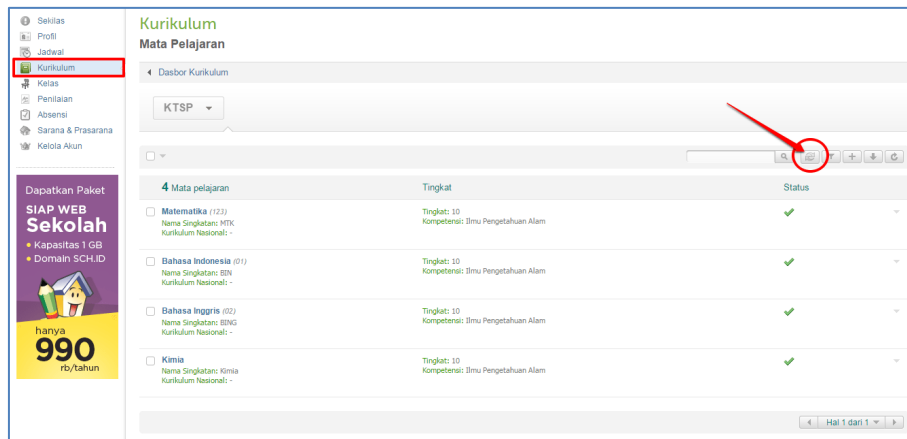 Sekilas
Profil
Jadwal
Kurikulum
Kelas
Penilaian
Absensi
Sarana & Prasarana
Kelola Akun
Dapatkan Paket
SIAP WEB
Sekolah
• Kapasitas 1 GB
• Domain SCH.ID
hanya
990
rb/tahun
Kurikulum
Mata Pelajaran
Dasbor Kurikulum
KTSP
4 Mata pelajaran Tingkat Status
Matematika (123) Tingkat: 10
Nama Singkatan: MTK Kompetensi: Ilmu Pengetahuan Alam
Kurikulum Nasional: -
Bahasa Indonesia (01) Tingkat: 10
Nama Singkatan: BIN Kompetensi: Ilmu Pengetahuan Alam
Kurikulum Nasional: -
Bahasa Inggris (02) Tingkat: 10
Nama Singkatan: BING Kompetensi: Ilmu Pengetahuan Alam
Kurikulum Nasional: -
Kimia Tingkat: 10
Nama Singkatan: Kimia Kompetensi: Ilmu Pengetahuan Alam
Kurikulum Nasional: -
Hal 1 dari 1